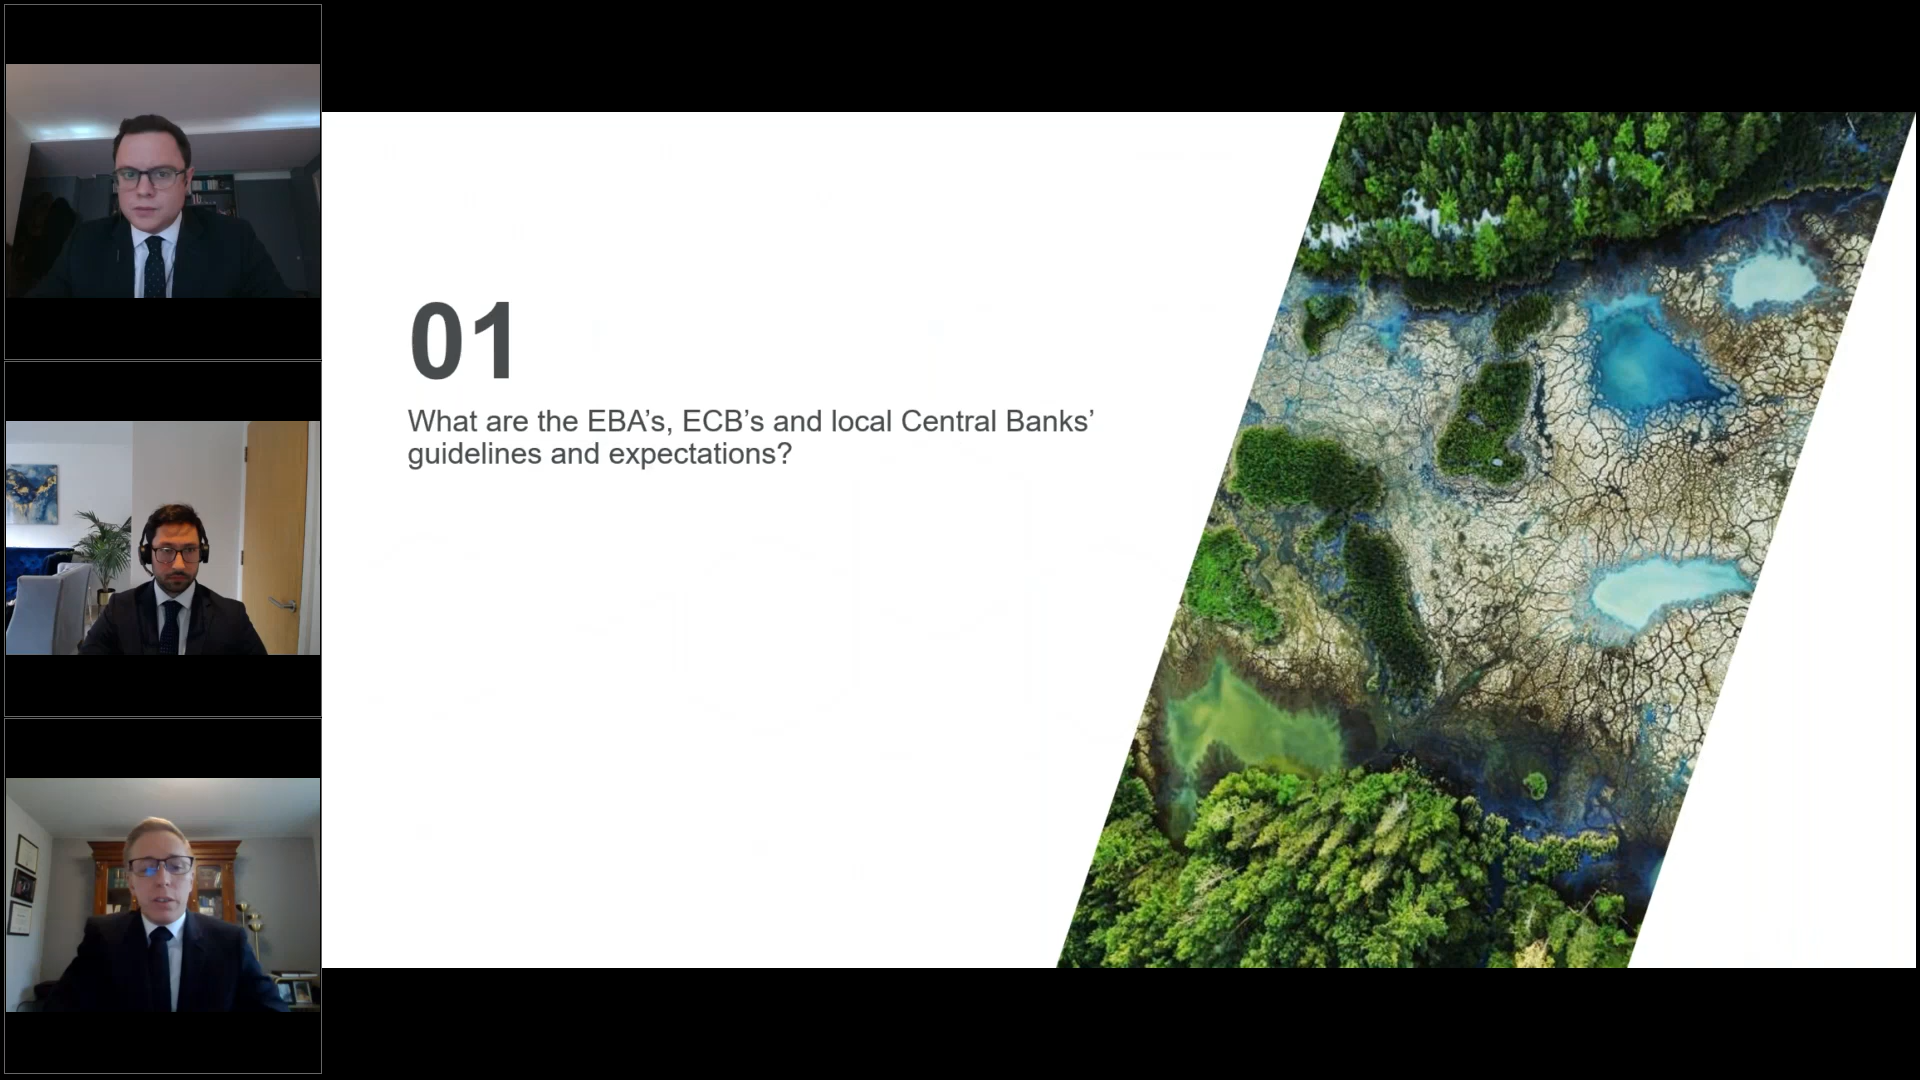 01
What are the EBA’s, ECB’s and local Central Banks’
guidelines and expectations?